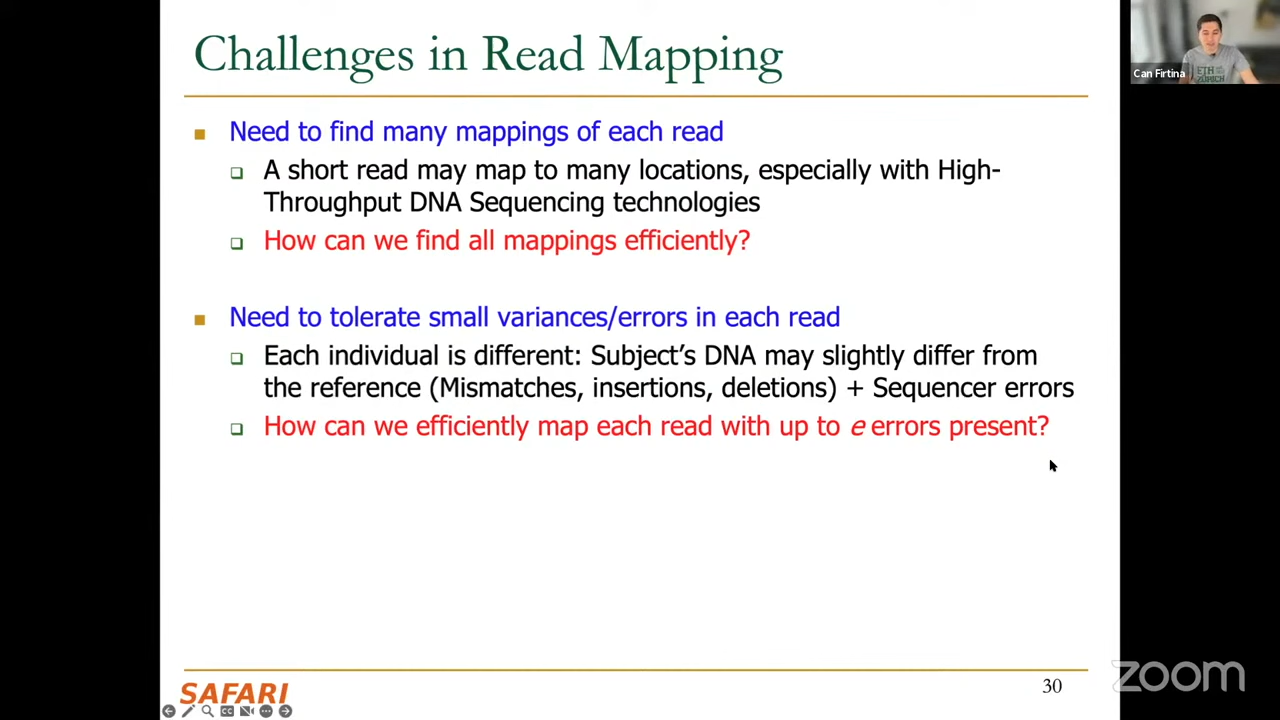 Challenges in Read Mapping
Need to find many mappings of each read
A short read may map to many locations, especially with High-
Throughput DNA Sequencing technologies
How can we find all mappings efficiently?
Need to tolerate small variances/errors in each read
Each individual is different: Subject's DNA may slightly differ from
the reference (Mismatches, insertions, deletions) + Sequencer errors
How can we efficiently map each read with up to e errors present?
SAFARI
30
zoom
Can Firtina
ETH
ZÜRICH